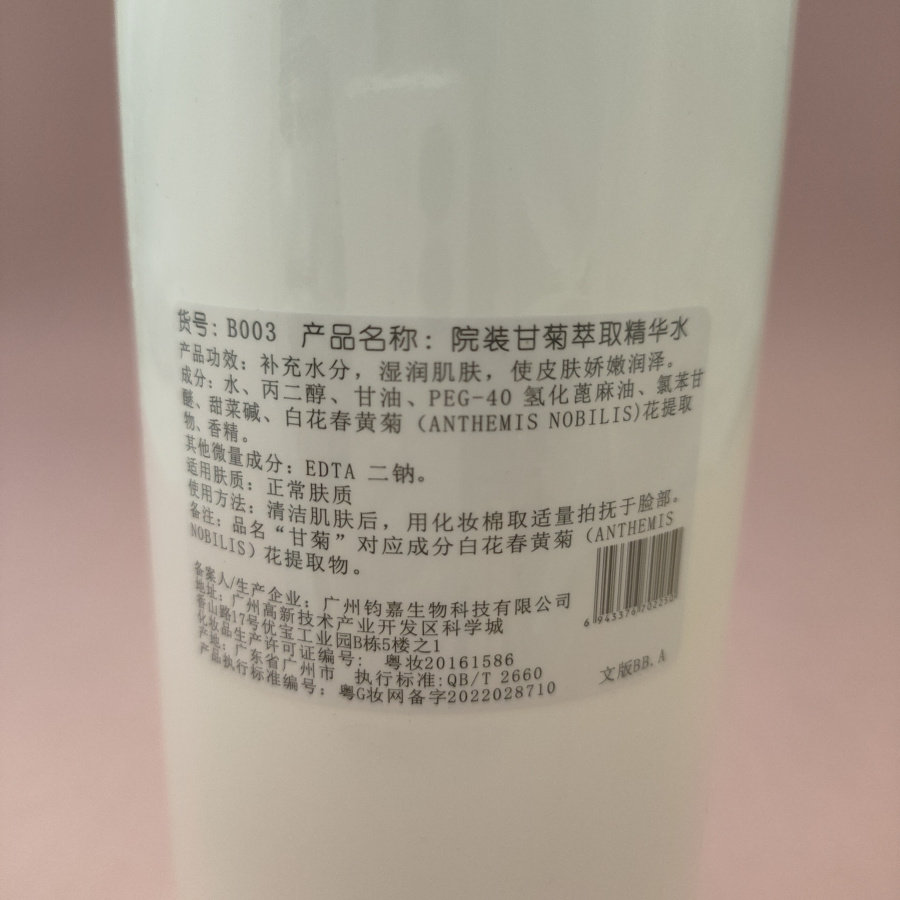 货号：B003 产品名称：院装甘菊萃取精华水
产品功效：补充水分，湿润肌肤，使皮肤娇嫩润泽。
成分：水、丙二醇、甘油、PEG-40 氢化蓖麻油、氯苯甘
醚、甜菜碱、白花春黄菊（ANTHEMIS NOBILIS)花提取
物、香精。
其他微量成分：EDTA 二钠。
适用肤质：正常肤质
使用方法：清洁肌肤后，用化妆棉取适量拍抚于脸部。
备注：品名“甘菊”对应成分白花春黄菊（ANTHEMIS
NOBILIS）花提取物。
备案人/生产企业：广州钧嘉生物科技有限公司
地址：广州高新技术产业开发区科学城
香山路17号优宝工业园B栋5楼之1
化妆品生产许可证编号：粤妆20161586
产地：广东省广州市 执行标准:QB/T 2660
产品执行标准编号：粤G妆网备字2022028710
文版BB.A